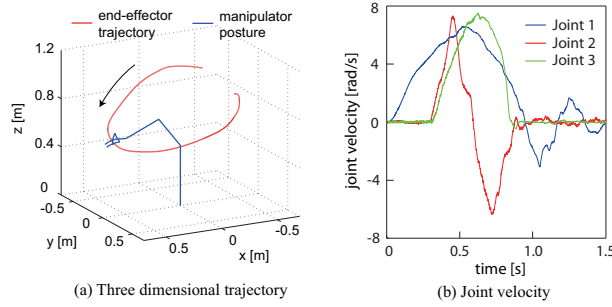 a
end-effector trajectory
manipulator posture
1.2
0.8
0.4
0
z [m]
-0.5
0
0.5
y [m]
0.5
0
-0.5
x [m]
(a) Three dimensional trajectory
b
8
4
0
-4
-8
joint velocity [rad/s]
Joint 1
Joint 2
Joint 3
0
0.5
1.0
1.5
time [s]
(b) Joint velocity